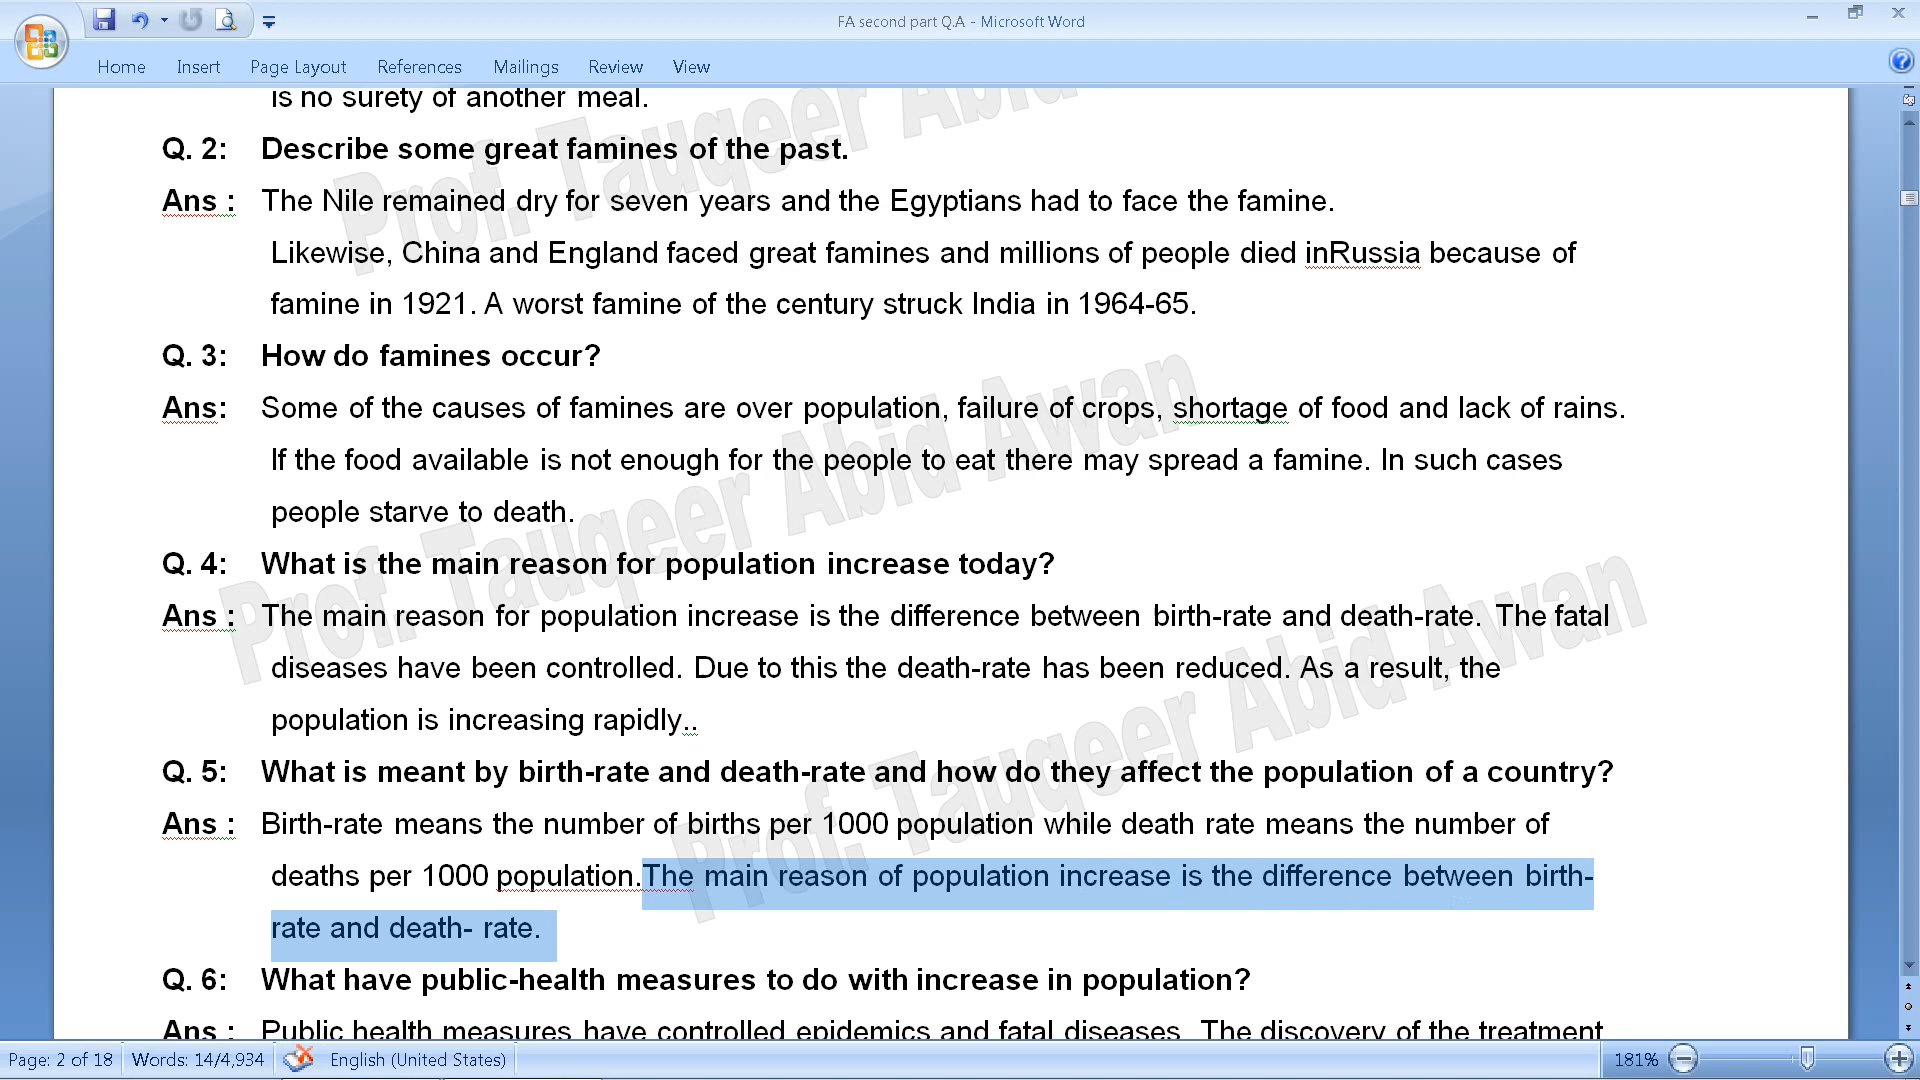 FA second part Q.A - Microsoft Word
Home Insert Page Layout References Mailings Review View
is no surety of another meal.
Q. 2: Describe some great famines of the past.
Ans : The Nile remained dry for seven years and the Egyptians had to face the famine.
Likewise, China and England faced great famines and millions of people died inRussia because of
famine in 1921. A worst famine of the century struck India in 1964-65.
Q. 3: How do famines occur?
Ans: Some of the causes of famines are over population, failure of crops, shortage of food and lack of rains.
If the food available is not enough for the people to eat there may spread a famine. In such cases
people starve to death.
Q. 4: What is the main reason for population increase today?
Ans : The main reason for population increase is the difference between birth-rate and death-rate. The fatal
diseases have been controlled. Due to this the death-rate has been reduced. As a result, the
population is increasing rapidly..
Q. 5: What is meant by birth-rate and death-rate and how do they affect the population of a country?
Ans : Birth-rate means the number of births per 1000 population while death rate means the number of
deaths per 1000 population.The main reason of population increase is the difference between birth-
rate and death- rate.
Q. 6: What have public-health measures to do with increase in population?
Ans : Public health measures have controlled epidemics and fatal diseases. The discovery of the treatment
Prof. Tauqeer Abid Awan
Prof. Tauqeer Abid Awan
Prof. Tauqeer Abid Awan
Page: 2 of 18 Words: 14/4,934 English (United States) 181%